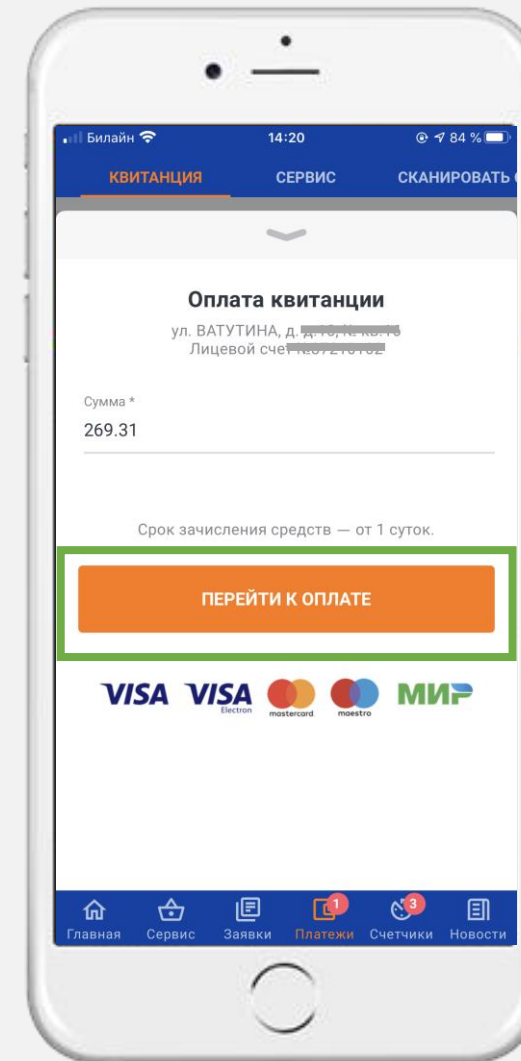 Билайн 14:20 84 %
КВИТАНЦИЯ СЕРВИС СКАНИРОВАТЬ
Оплата квитанции
ул. ВАТУТИНА, д.
Лицевой счет
Сумма *
269.31
Срок зачисления средств — от 1 суток.
ПЕРЕЙТИ К ОПЛАТЕ
VISA VISA Electron mastercard maestro МИР
1 3
Главная Сервис Заявки Платежи Счетчики Новости